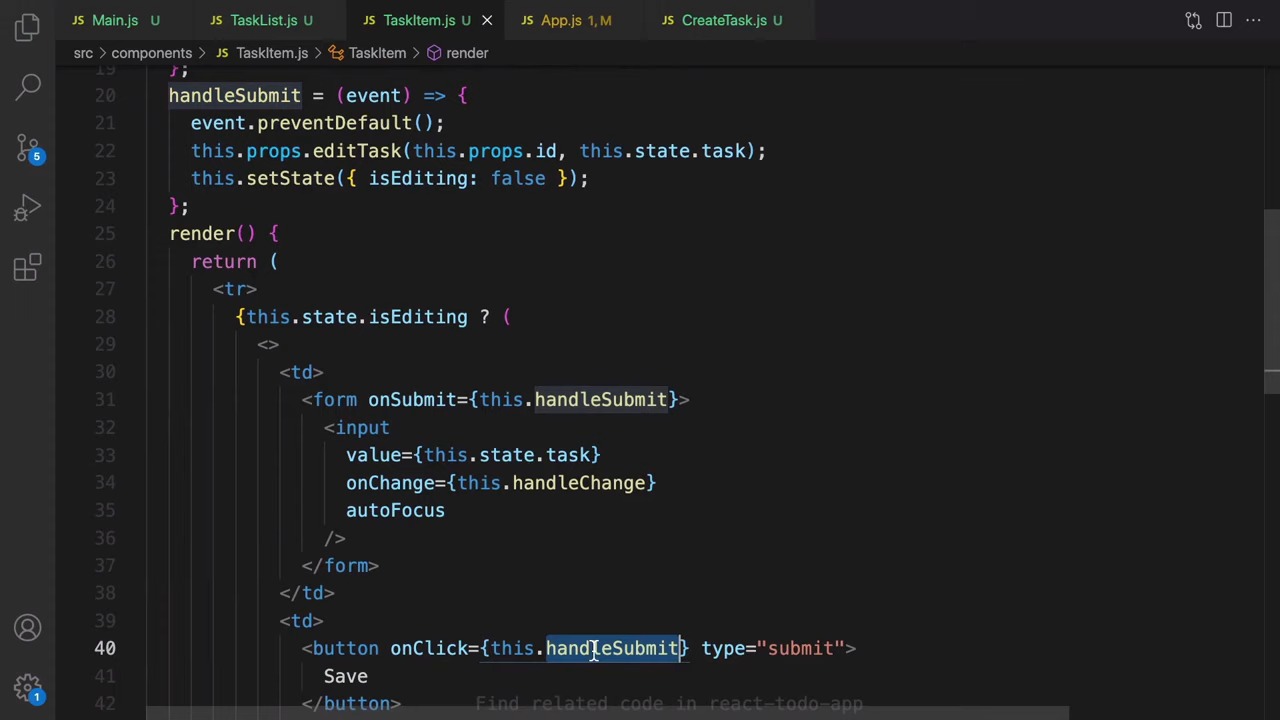 Main.js U TaskList.js U TaskItem.js U App.js 1, M CreateTask.js U
src components TaskItem.js TaskItem render
19 };
20 handleSubmit = (event) => {
21 event.preventDefault();
22 this.props.editTask(this.props.id, this.state.task);
23 this.setState({ isEditing: false });
24 };
25 render() {
26 return (
27 <tr>
28 {this.state.isEditing ? (
29 <>
30 <td>
31 <form onSubmit={this.handleSubmit}>
32 <input
33 value={this.state.task}
34 onChange={this.handleChange}
35 autoFocus
36 />
37 </form>
38 </td>
39 <td>
40 <button onClick={this.handleSubmit} type="submit">
41 Save
42 </button> Find related code in react-todo-app
5
1